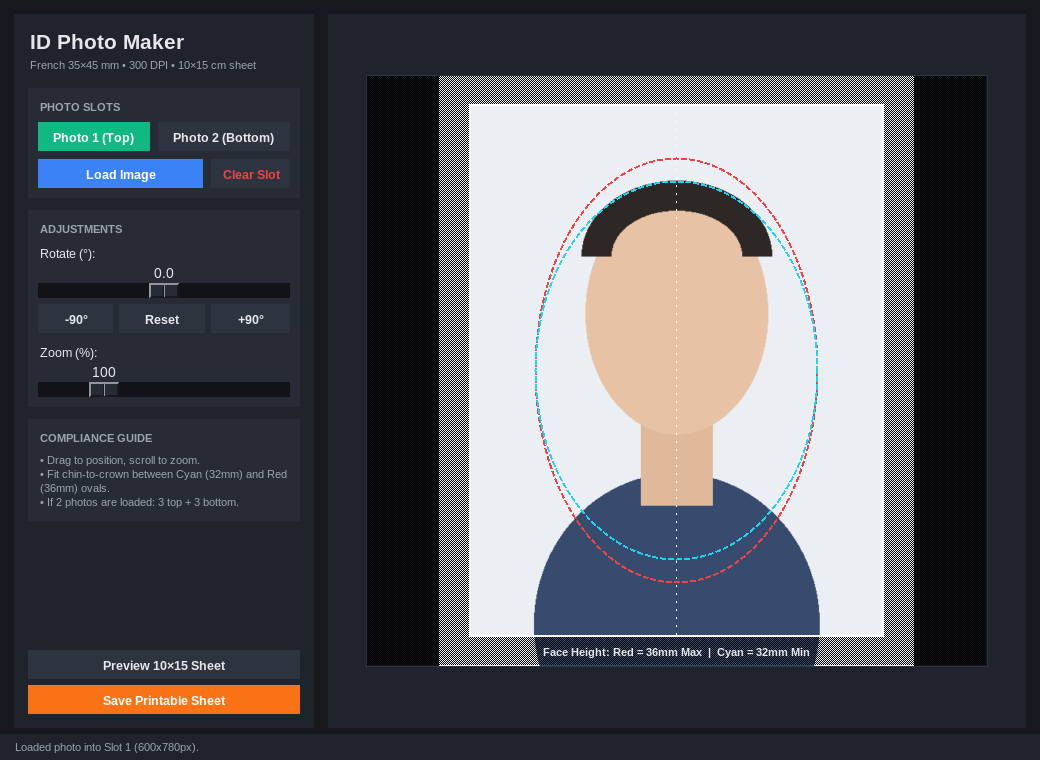 ID Photo Maker
French 35×45 mm • 300 DPI • 10×15 cm sheet
PHOTO SLOTS
Photo 1 (Top)
Photo 2 (Bottom)
Load Image
Clear Slot
ADJUSTMENTS
Rotate (°):
0.0
-90°
Reset
+90°
Zoom (%):
100
COMPLIANCE GUIDE
• Drag to position, scroll to zoom.
• Fit chin-to-crown between Cyan (32mm) and Red
(36mm) ovals.
• If 2 photos are loaded: 3 top + 3 bottom.
Preview 10×15 Sheet
Save Printable Sheet
Face Height: Red = 36mm Max | Cyan = 32mm Min
Loaded photo into Slot 1 (600x780px).